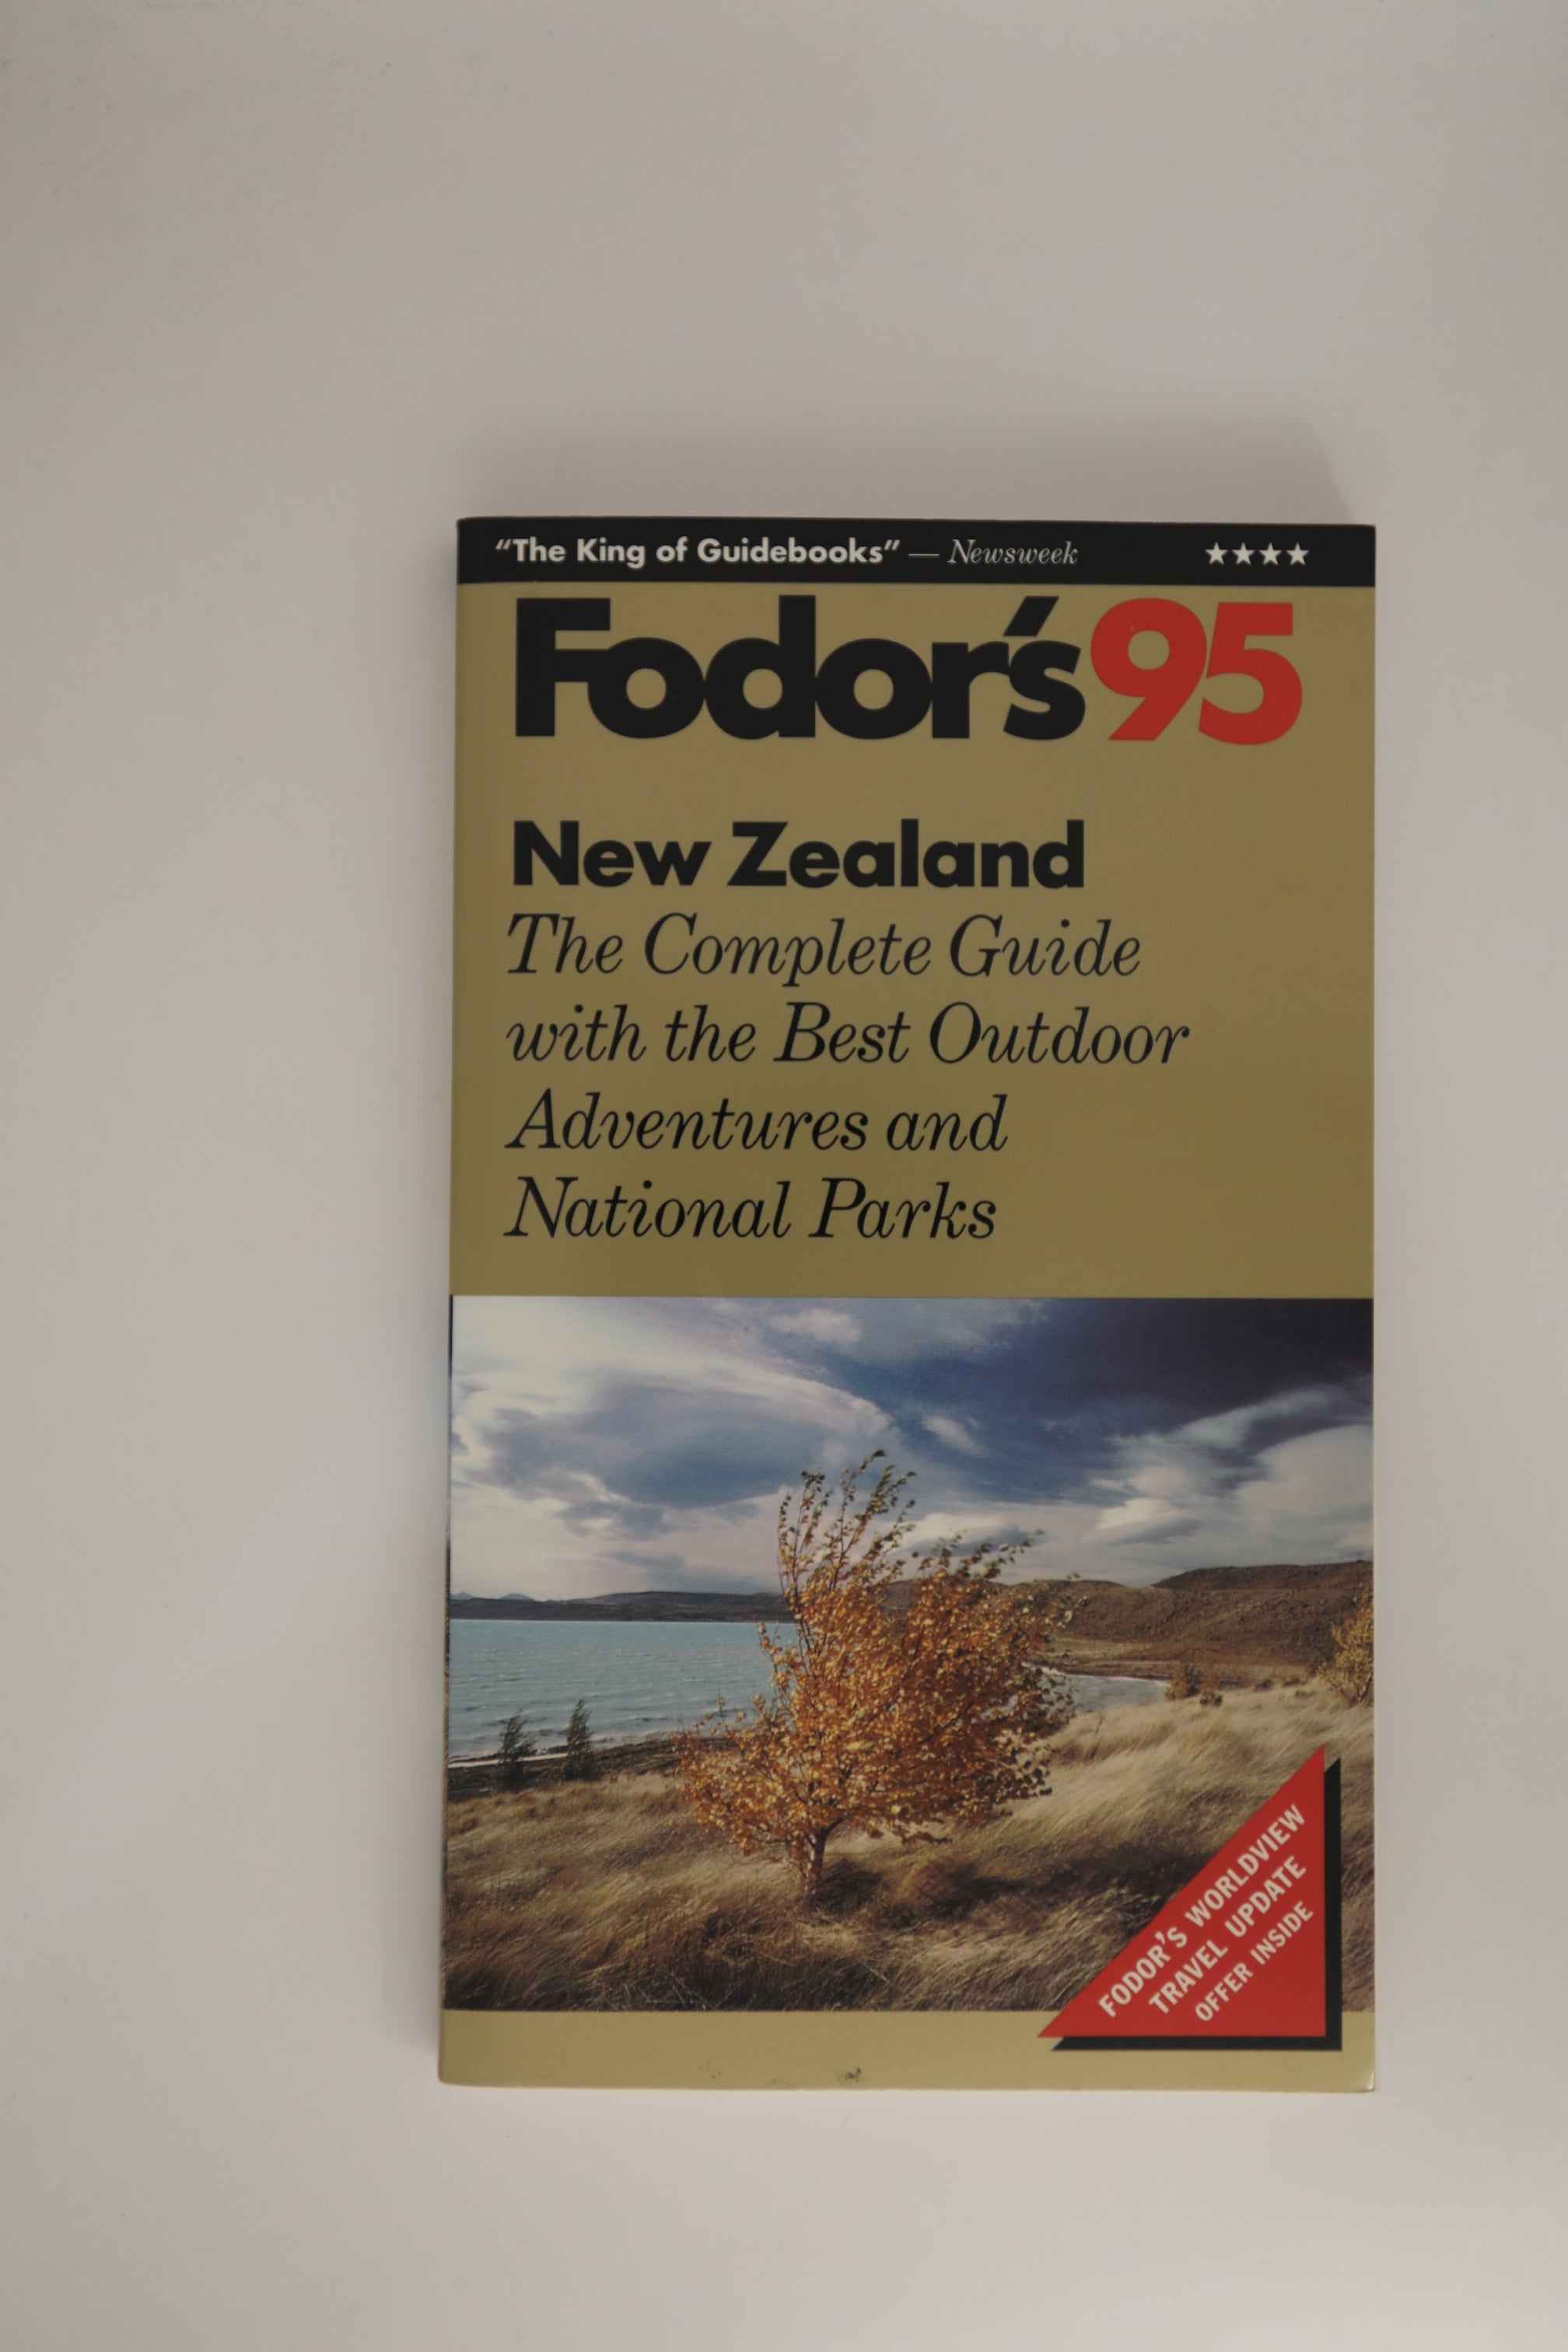 “The King of Guidebooks” — Newsweek ★★★★
Fodor's95
New Zealand
The Complete Guide
with the Best Outdoor
Adventures and
National Parks
FODOR'S WORLDVIEW
TRAVEL UPDATE
OFFER INSIDE